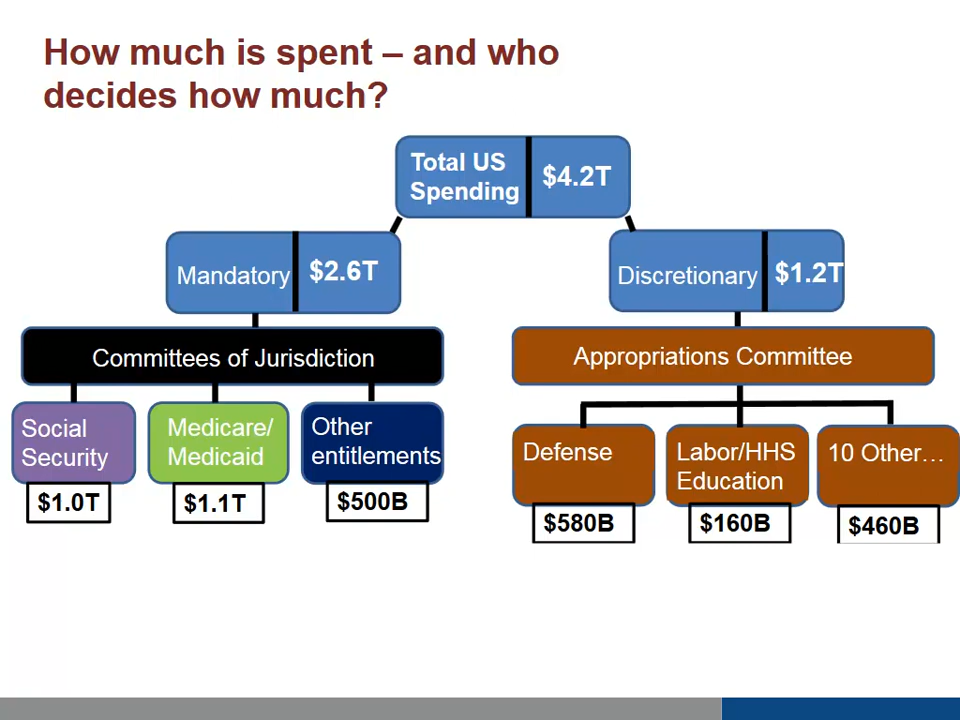 How much is spent – and who
decides how much?
Total US
Spending
$4.2T
Mandatory
$2.6T
Discretionary
$1.2T
Committees of Jurisdiction
Appropriations Committee
Social
Security
$1.0T
Medicare/
Medicaid
$1.1T
Other
entitlements
$500B
Defense
$580B
Labor/HHS
Education
$160B
10 Other…
$460B